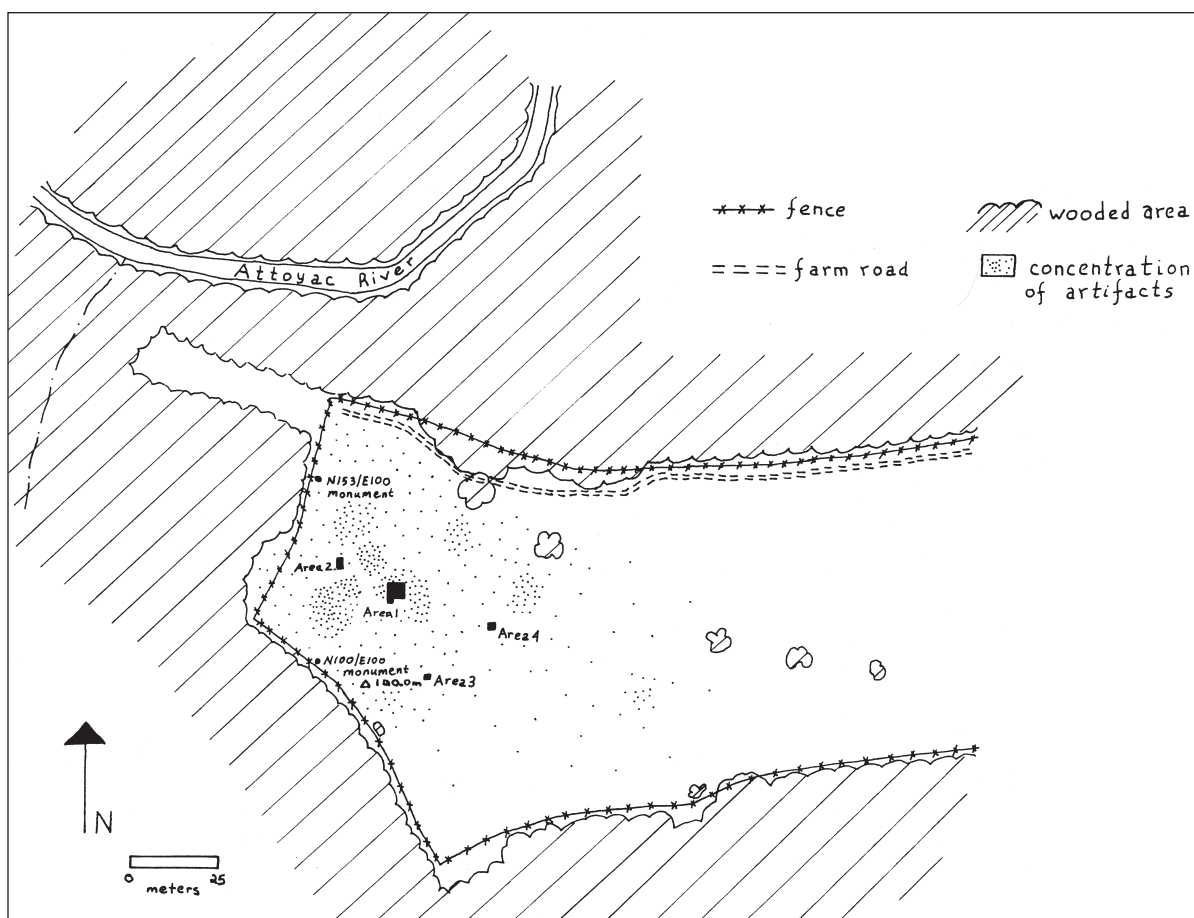 Attoyac River
fence
wooded area
farm road
concentration
of artifacts
N153/E100
monument
Area2
Area1
Area4
N100/E100
monument
△100.0m
Area3
N
0 25
meters